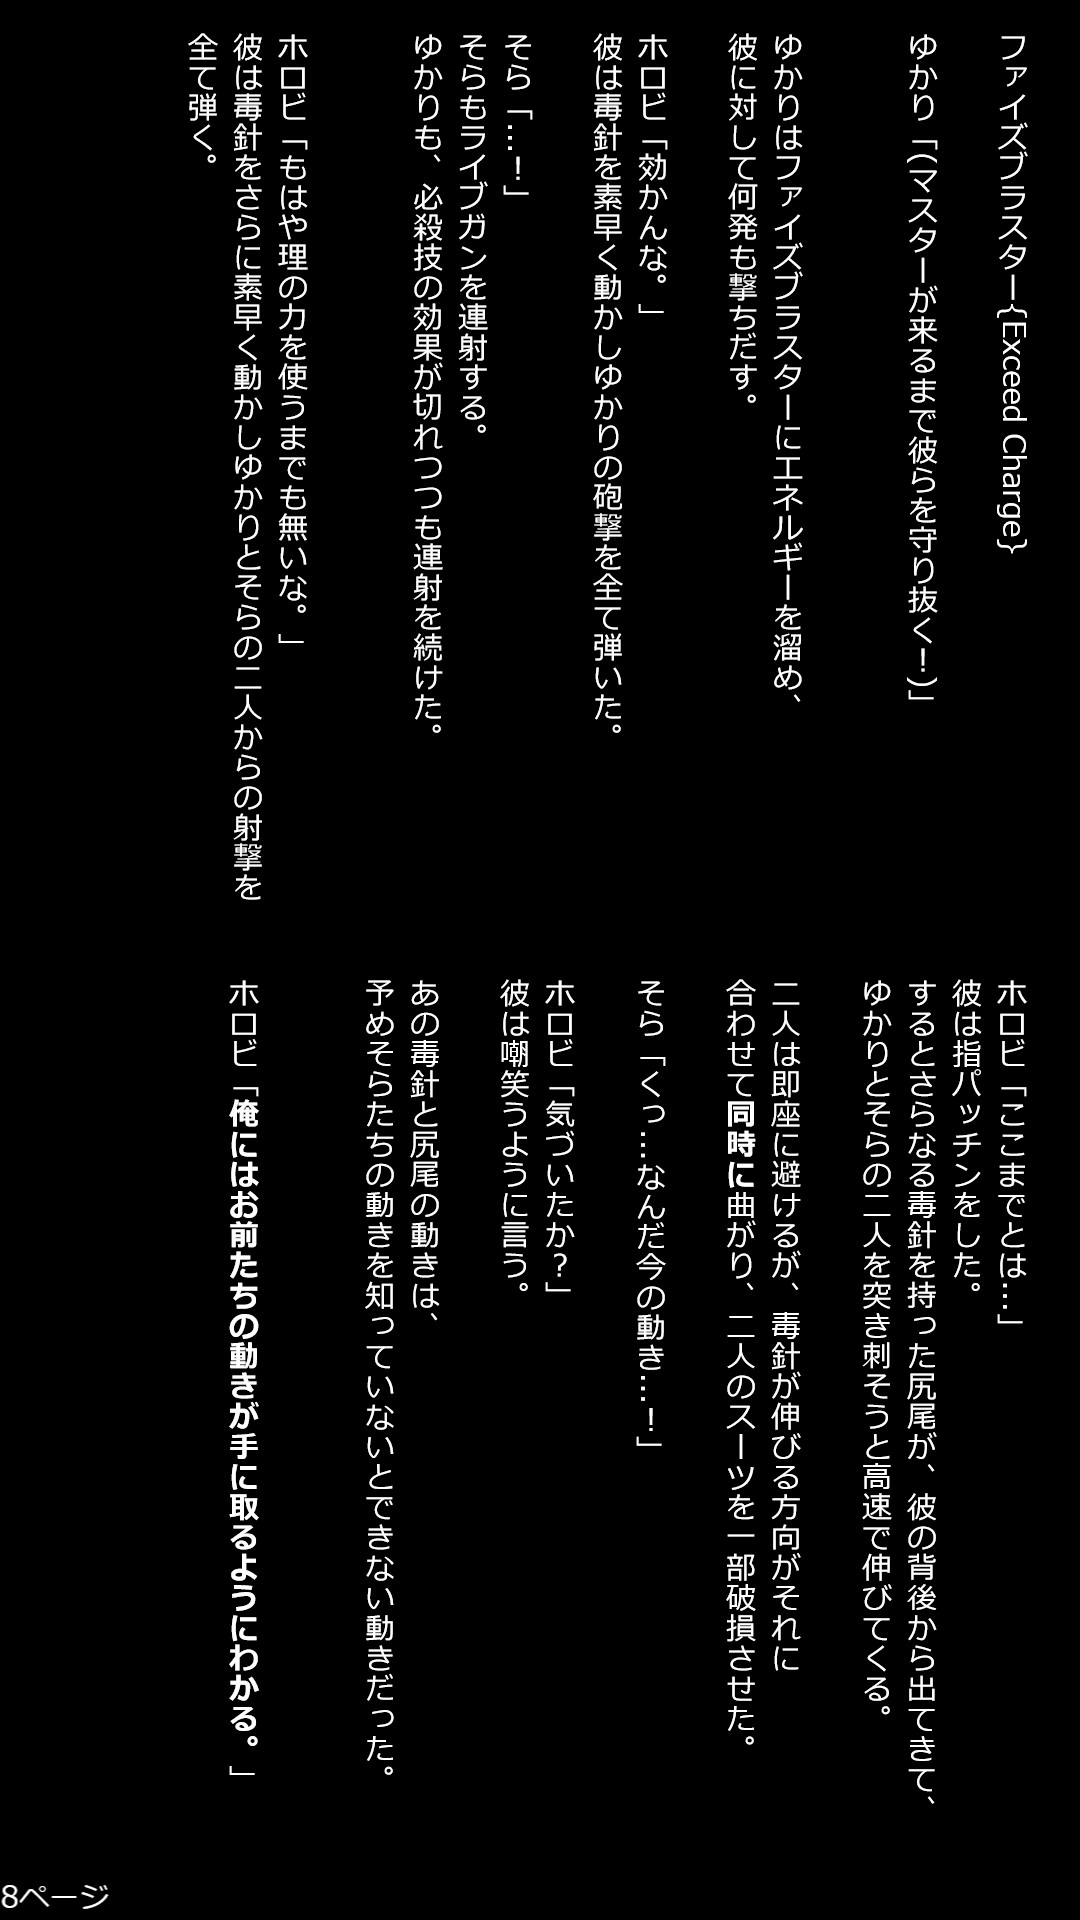 ファイズブラスター{Exceed Charge}
ゆかり「(マスターが来るまで彼らを守り抜く！)」
ゆかりはファイズブラスターにエネルギーを溜め、
彼に対して何発も撃ちだす。
ホロビ「効かんな。」
彼は毒針を素早く動かしゆかりの砲撃を全て弾いた。
そら「…！」
そらもライブガンを連射する。
ゆかりも、必殺技の効果が切れつつも連射を続けた。
ホロビ「もはや理の力を使うまでも無いな。」
彼は毒針をさらに素早く動かしゆかりとそらの二人からの射撃を
全て弾く。
ホロビ「ここまでとは…」
彼は指パッチンをした。
するとさらなる毒針を持った尻尾が、彼の背後から出てきて、
ゆかりとそらの二人を突き刺そうと高速で伸びてくる。
二人は即座に避けるが、毒針が伸びる方向がそれに
合わせて同時に曲がり、二人のスーツを一部破損させた。
そら「くっ…なんだ今の動き…！」
ホロビ「気づいたか？」
彼は嘲笑うように言う。
あの毒針と尻尾の動きは、
予めそらたちの動きを知っていないとできない動きだった。
ホロビ「俺にはお前たちの動きが手に取るようにわかる。」
8ページ